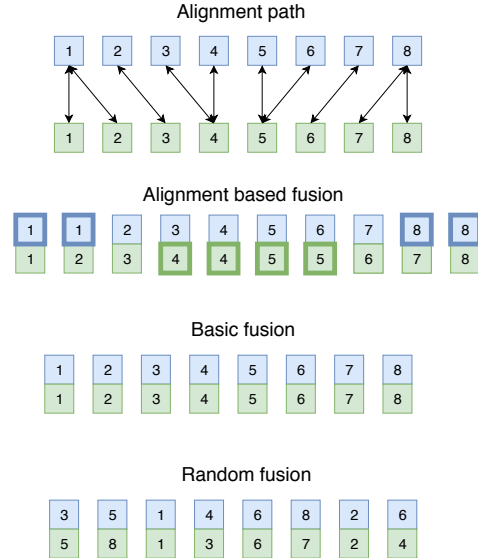 Alignment path
1 2 3 4 5 6 7 8
1 2 3 4 5 6 7 8
Alignment based fusion
1 1 2 3 4 5 6 7 8 8
1 2 3 4 4 5 5 6 7 8
Basic fusion
1 2 3 4 5 6 7 8
1 2 3 4 5 6 7 8
Random fusion
3 5 1 4 6 8 2 6
5 8 1 3 6 7 2 4